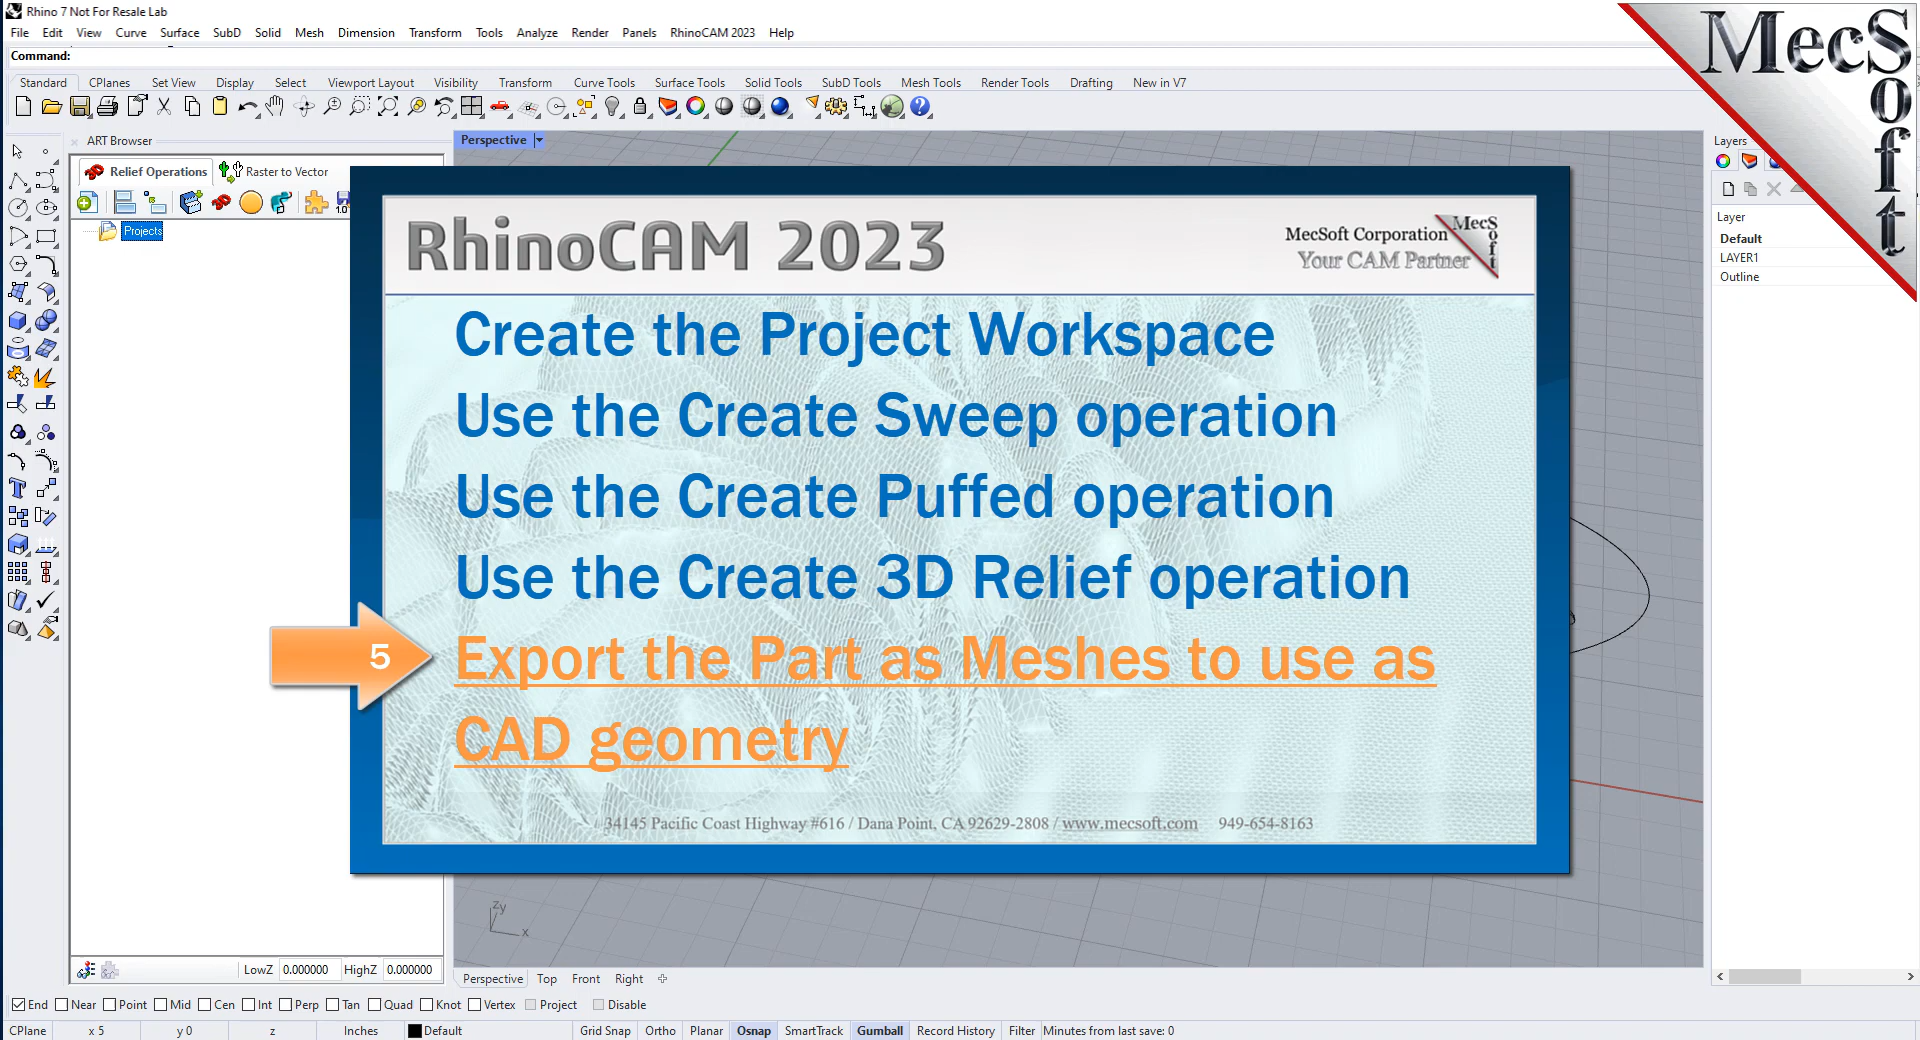 Rhino 7 Not For Resale Lab
File Edit View Curve Surface SubD Solid Mesh Dimension Transform Tools Analyze Render Panels RhinoCAM 2023 Help
Command:
Standard CPlanes Set View Display Select Viewport Layout Visibility Transform Curve Tools Surface Tools Solid Tools SubD Tools Mesh Tools Render Tools Drafting New in V7
MecSoft
ART Browser
Perspective
Layers
Relief Operations Raster to Vector
1.0
Projects
Layer
Default
LAYER1
Outline
RhinoCAM 2023
MecSoft Corporation
Your CAM Partner
MecSoft
Create the Project Workspace
Use the Create Sweep operation
Use the Create Puffed operation
Use the Create 3D Relief operation
5
Export the Part as Meshes to use as
CAD geometry
34145 Pacific Coast Highway #616 / Dana Point, CA 92629-2808 / www.mecsoft.com 949-654-8163
zy
x
LowZ 0.000000 HighZ 0.000000
Perspective Top Front Right
End Near Point Mid Cen Int Perp Tan Quad Knot Vertex Project Disable
CPlane x 5 y 0 z Inches Default Grid Snap Ortho Planar Osnap SmartTrack Gumball Record History Filter Minutes from last save: 0